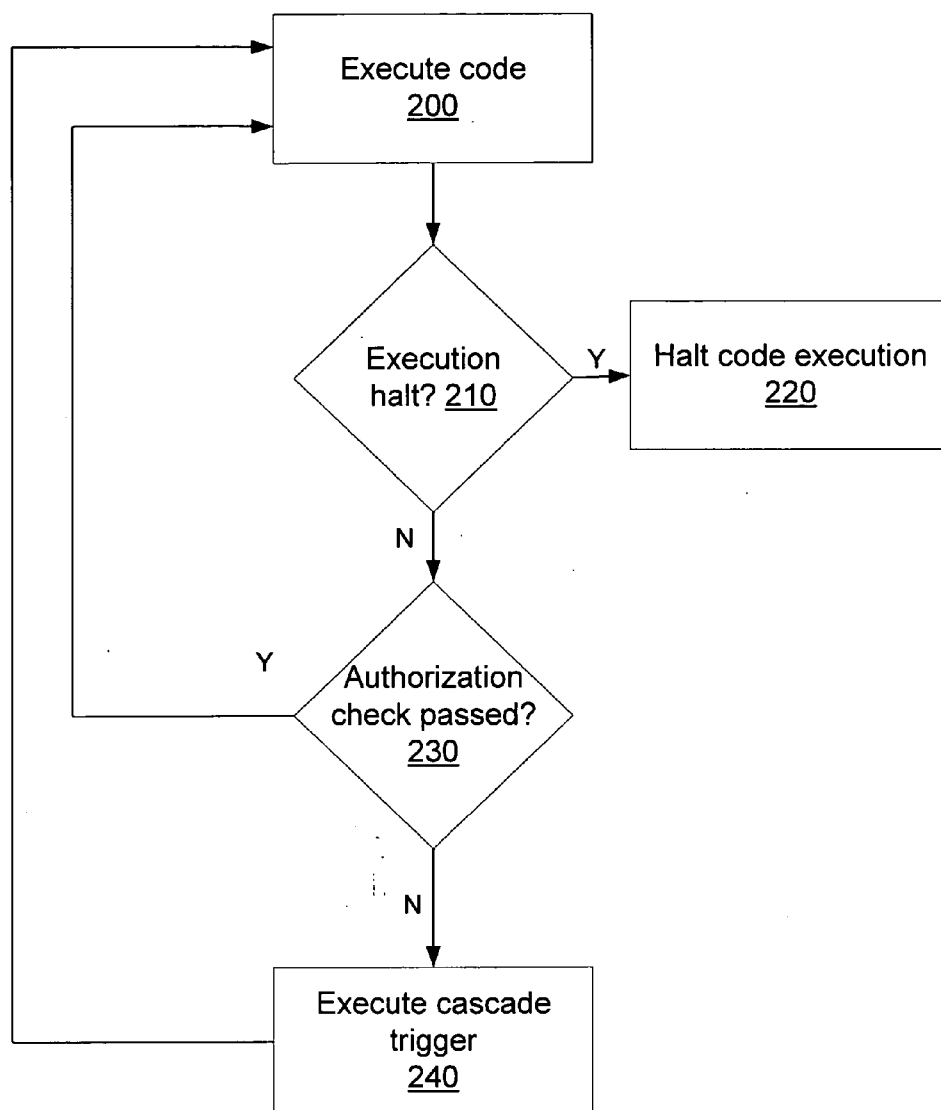 Execute code
200
Execution
halt? 210
Y
Halt code execution
220
N
Y
Authorization
check passed?
230
N
Execute cascade
trigger
240